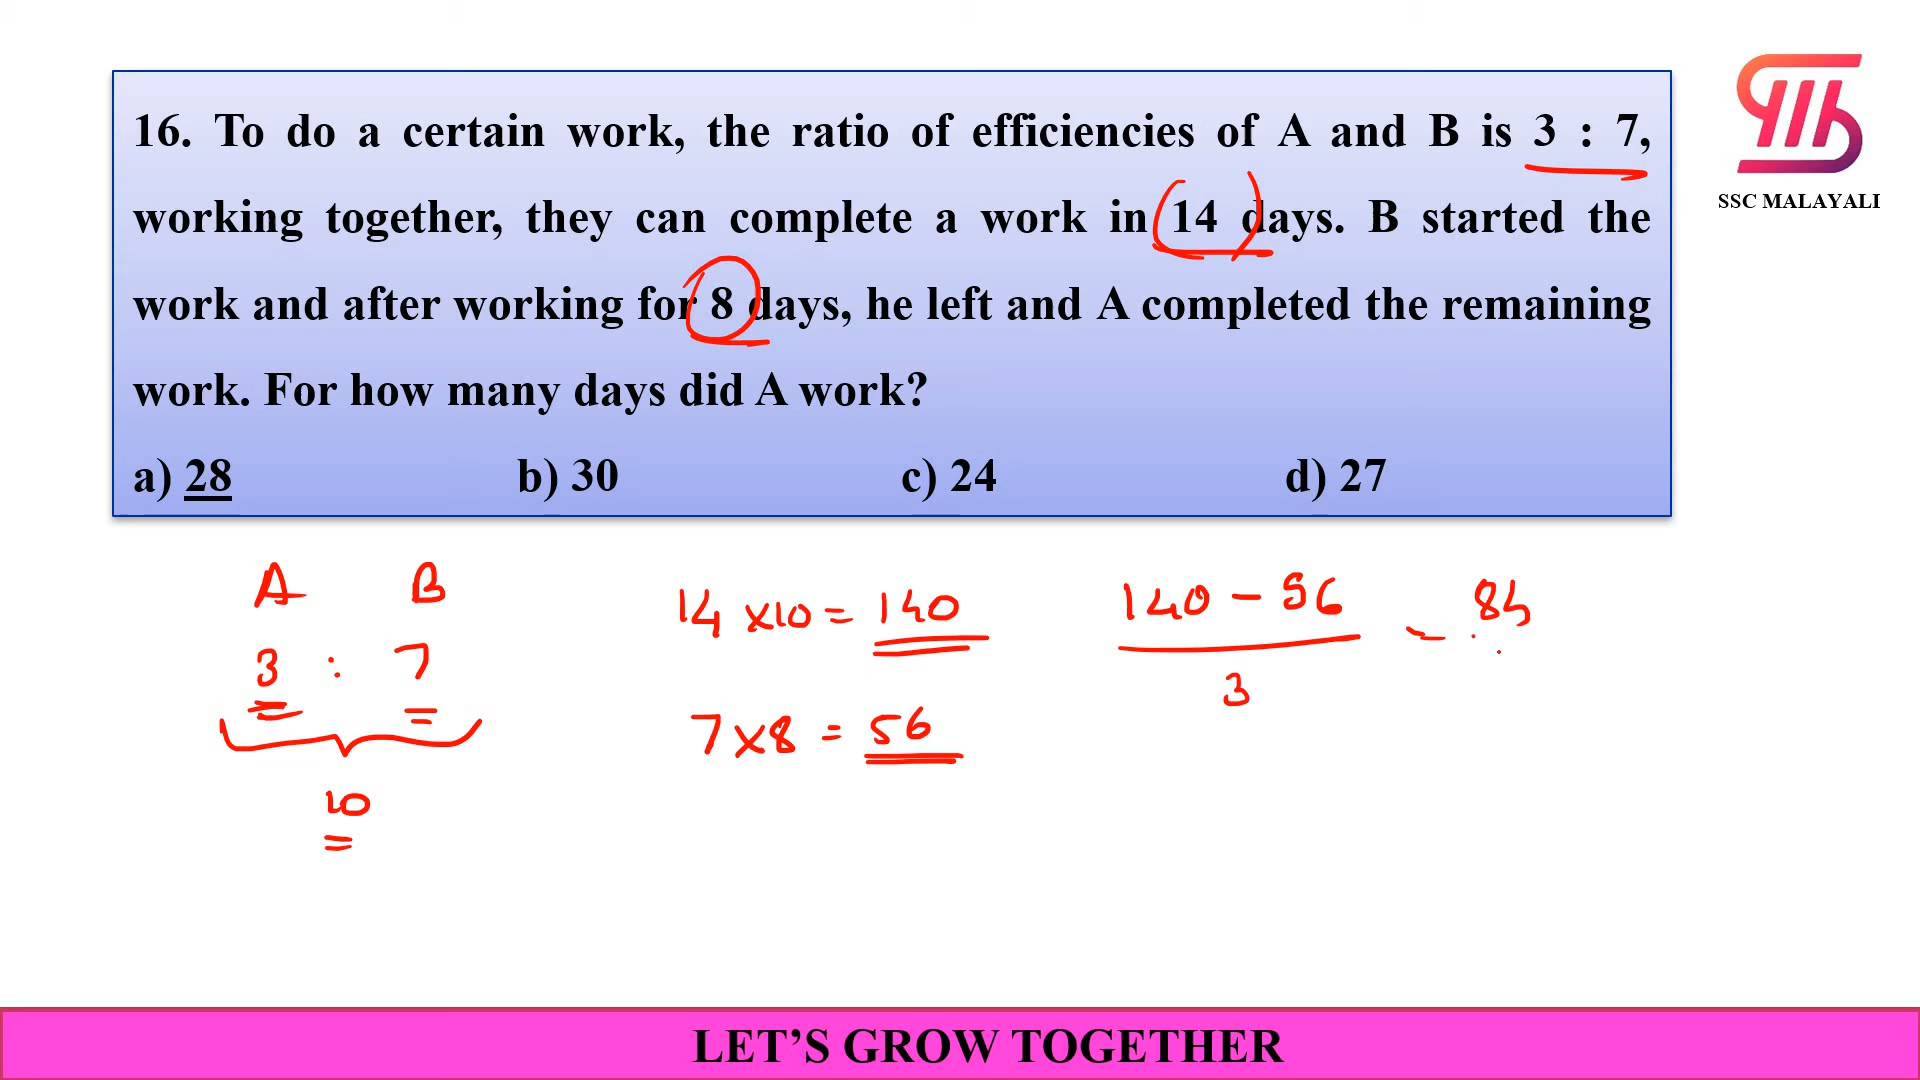 16. To do a certain work, the ratio of efficiencies of A and B is 3 : 7,
working together, they can complete a work in 14 days. B started the
work and after working for 8 days, he left and A completed the remaining
work. For how many days did A work?
a) 28 b) 30 c) 24 d) 27
SSC MALAYALI
A B
3 : 7
10
=
14 x10 = 140
7 x 8 = 56
140 - 56 - 84
3
LET’S GROW TOGETHER